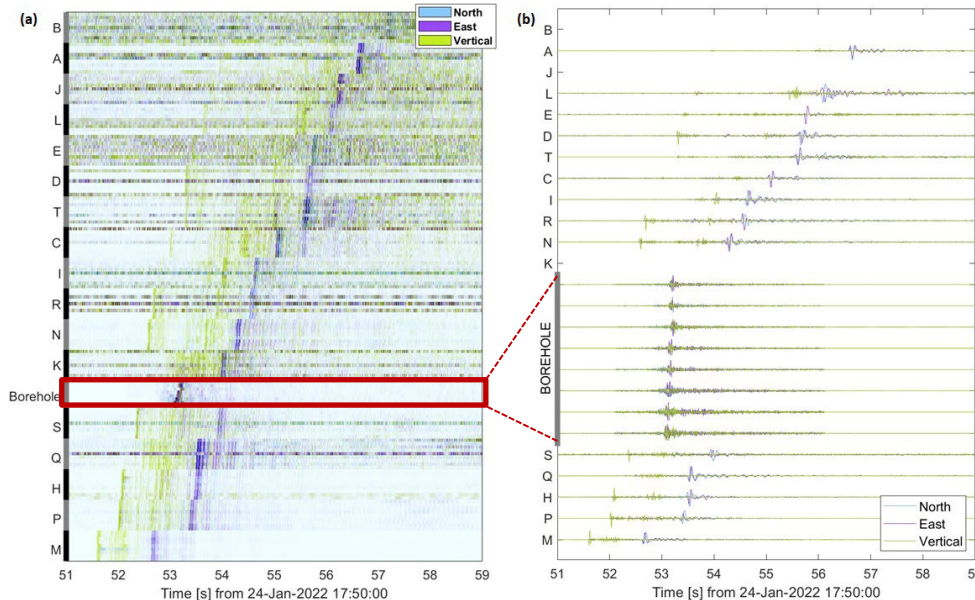 (a)
North
East
Vertical
B
A
J
L
E
D
T
C
I
R
N
K
Borehole
S
Q
H
P
M
51 52 53 54 55 56 57 58 59
Time [s] from 24-Jan-2022 17:50:00
(b)
B
A
J
L
E
D
T
C
I
R
N
K
BOREHOLE
S
Q
H
P
M
North
East
Vertical
51 52 53 54 55 56 57 58 59
Time [s] from 24-Jan-2022 17:50:00